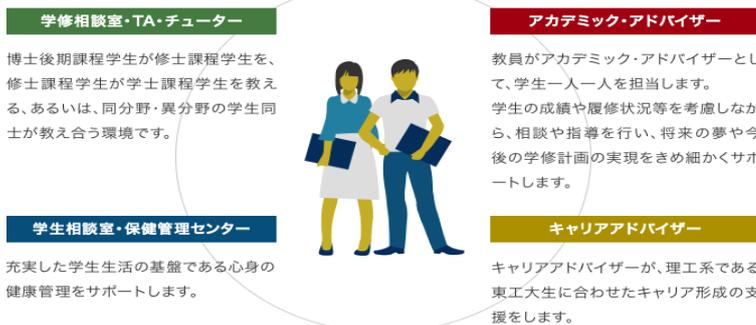 学修相談室・TA・チューター
博士後期課程学生が修士課程学生を、
修士課程学生が学士課程学生を教え
る、あるいは、同分野・異分野の学生同
士が教え合う環境です。
アカデミック・アドバイザー
教員がアカデミック・アドバイザーとし
て、学生一人一人を担当します。
学生の成績や履修状況等を考慮しなが
ら、相談や指導を行い、将来の夢や今
後の学修計画の実現をきめ細かくサポ
ートします。
学生相談室・保健管理センター
充実した学生生活の基盤である心身の
健康管理をサポートします。
キャリアアドバイザー
キャリアアドバイザーが、理工系である
東工大生に合わせたキャリア形成の支
援をします。